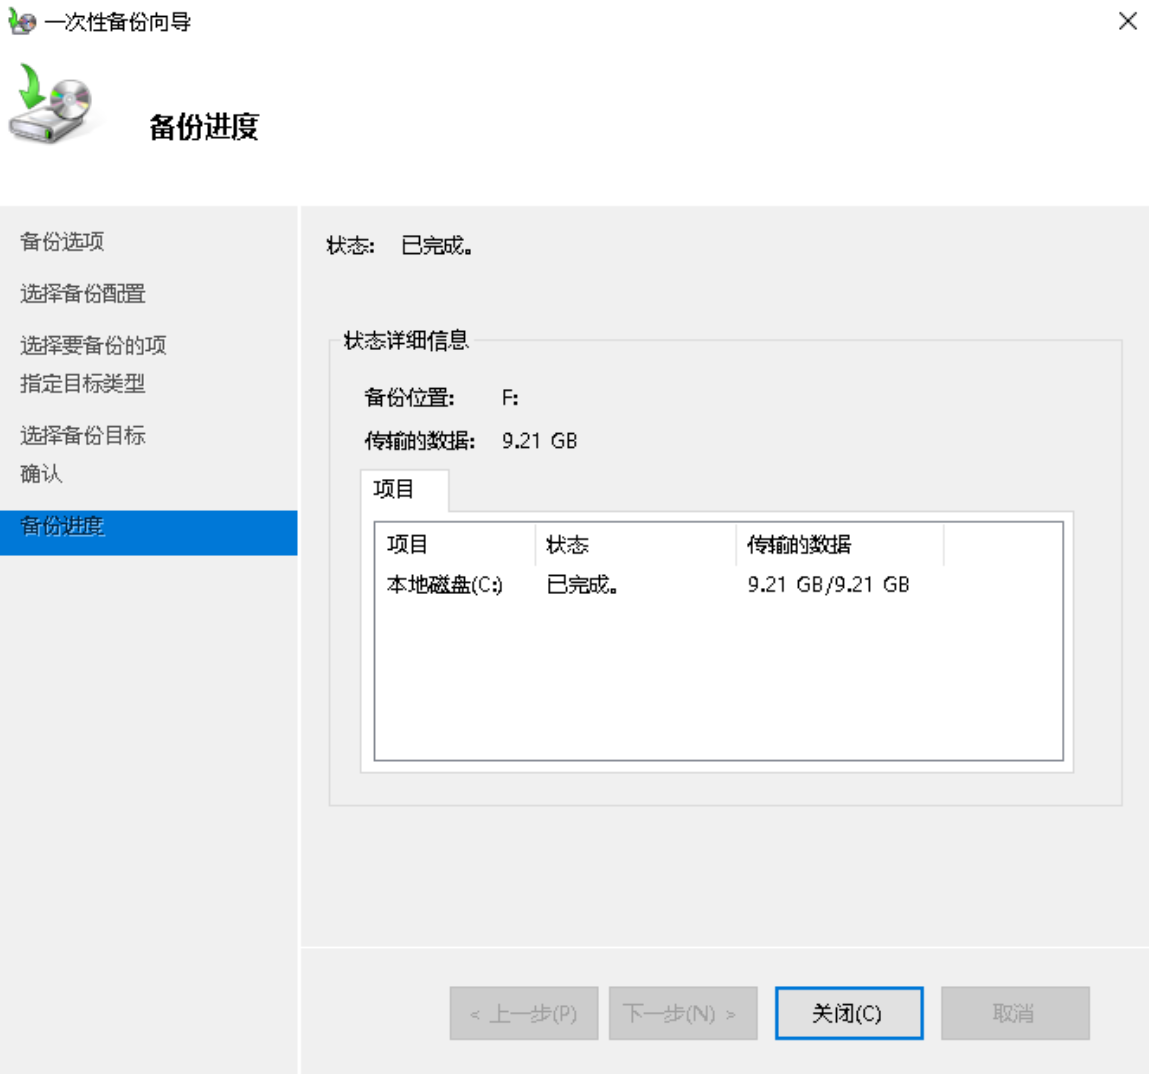 一次性备份向导
备份进度
备份选项
选择备份配置
选择要备份的项
指定目标类型
选择备份目标
确认
备份进度
状态: 已完成。
状态详细信息
备份位置: F:
传输的数据: 9.21 GB
项目
项目 状态 传输的数据
本地磁盘(C:) 已完成。 9.21 GB/9.21 GB
< 上一步(P) 下一步(N) > 关闭(C) 取消